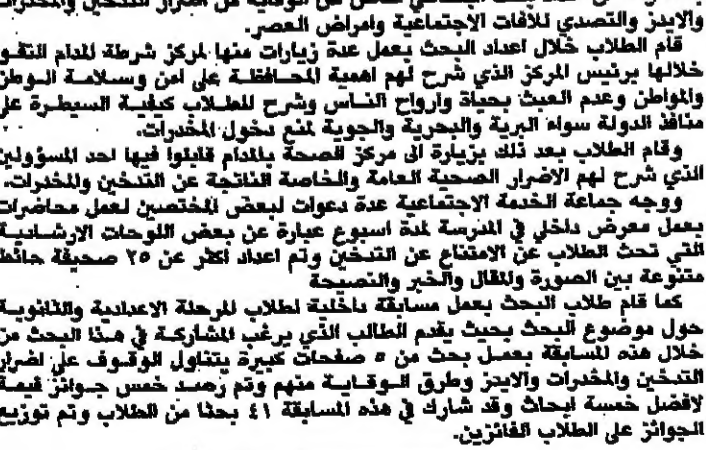 والايدز والتصدي للآفات الاجتماعية وامراض العصر.
قام الطلاب خلال اعداد البحث بعمل عدة زيارات منها لمركز شرطة المدام التقو
خلالها برئيس المركز الذي شرح لهم اهمية المحافظة على امن وسلامة الوطن
والمواطن وعدم العبث بحياة وارواح الناس وشرح للطلاب كيفية السيطرة على
منافذ الدولة سواء البرية والبحرية والجوية لمنع دخول المخدرات.
وقام الطلاب بعد ذلك بزيارة الى مركز الصحة بالمدام قابلوا فيها احد المسؤولين
الذي شرح لهم الاضرار الصحية العامة والخاصة الناتجة عن التدخين والمخدرات.
ووجه جماعة الخدمة الاجتماعية عدة دعوات لبعض المختصين لعمل محاضرات
بعمل معرض داخلي في المدرسة لمدة اسبوع عبارة عن بعض اللوحات الارشادية
التي تحث الطلاب عن الامتناع عن التدخين وتم اعداد اكثر عن ٢٥ صحيفة حائط
متنوعة بين الصورة والمقال والخبر والنصيحة
كما قام طلاب البحث بعمل مسابقة داخلية لطلاب المرحلة الاعدادية والثانوية
حول موضوع البحث بحيث يقدم الطالب الذي يرغب المشاركة في هذا البحث من
خلال هذه المسابقة بعمل بحث من ٥ صفحات كبيرة يتناول الوقوف على اضرار
التدخين والمخدرات والايدز وطرق الوقاية منهم وتم رصد خمس جوائز قيمة
لافضل خمسة ابحاث وقد شارك في هذه المسابقة ٤١ بحثا من الطلاب وتم توزيع
الجوائز على الطلاب الفائزين.